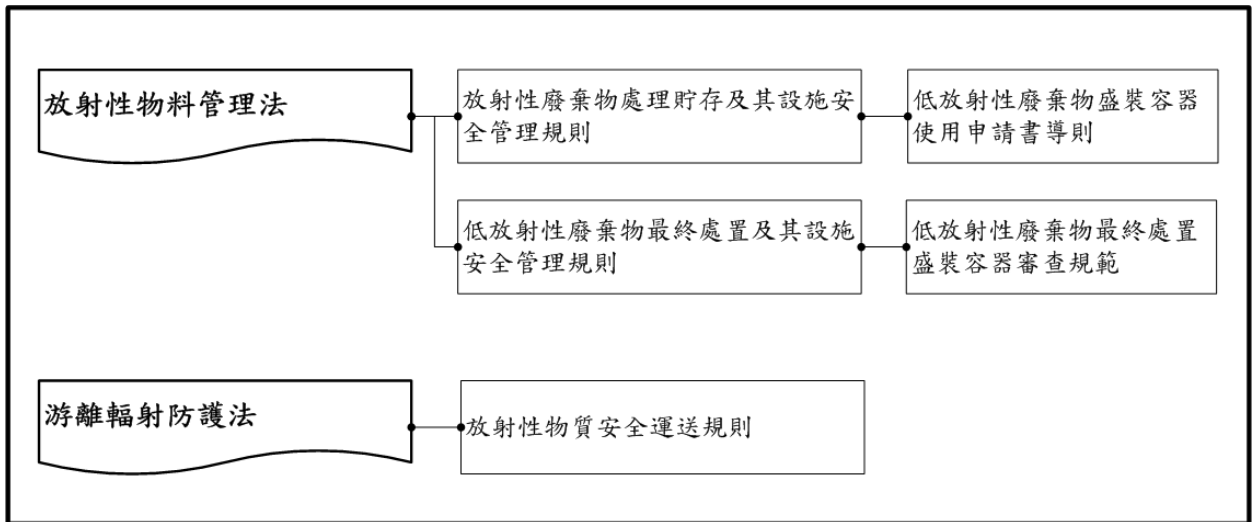 放射性物料管理法
放射性廢棄物處理貯存及其設施安
全管理規則
低放射性廢棄物盛裝容器
使用申請書導則
低放射性廢棄物最終處置及其設施
安全管理規則
低放射性廢棄物最終處置
盛裝容器審查規範
游離輻射防護法
放射性物質安全運送規則